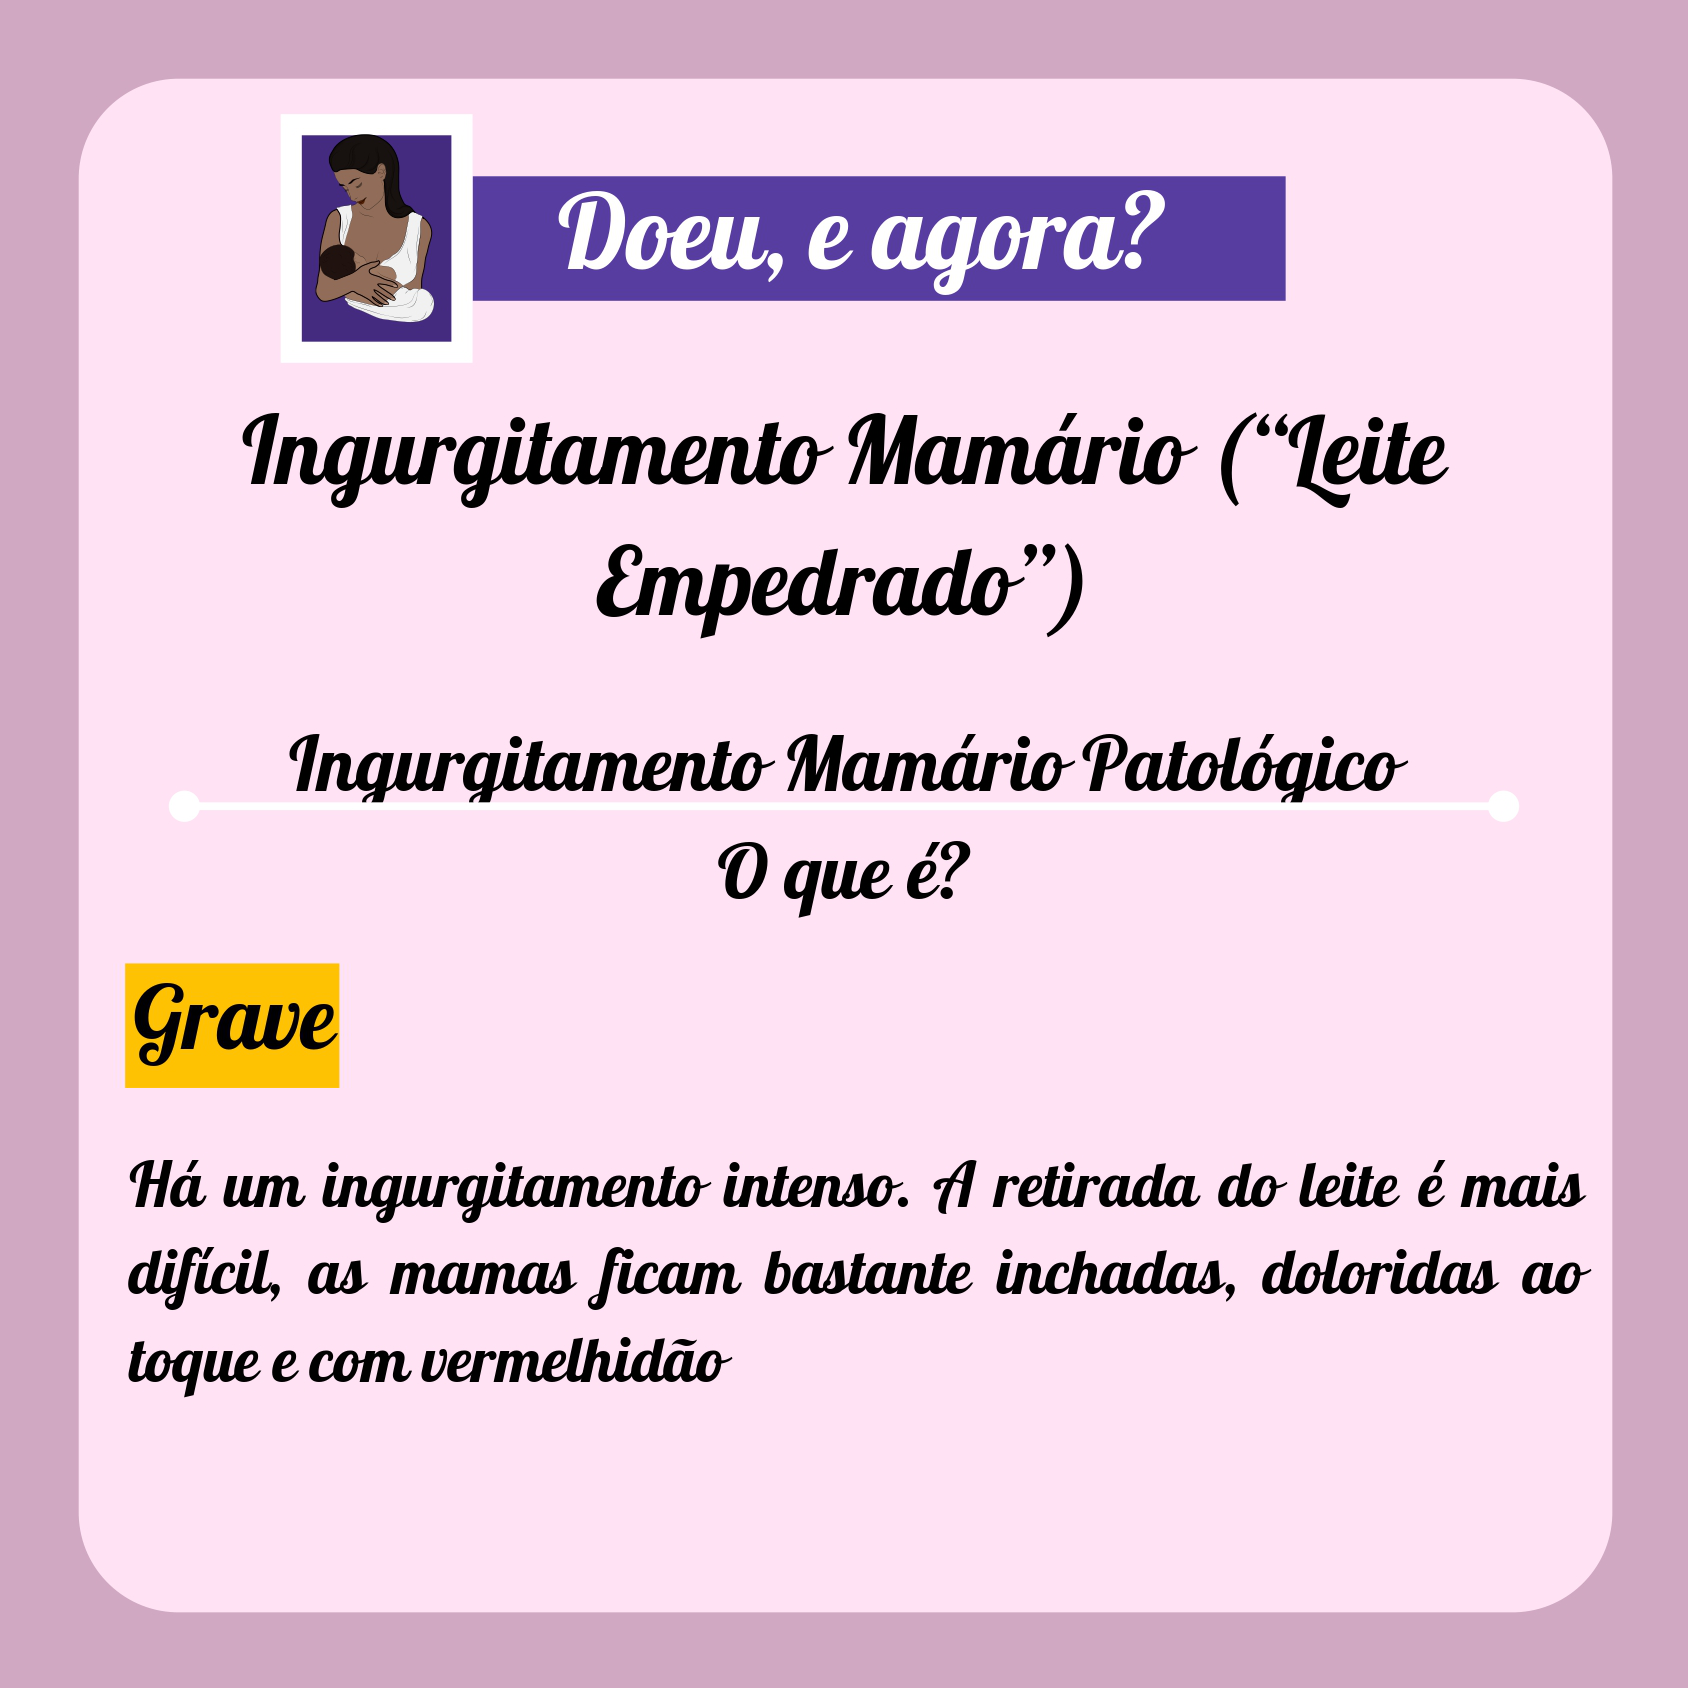 Doeu, e agora?
Ingurgitamento Mamário (“Leite
Empedrado”)
Ingurgitamento Mamário Patológico
O que é?
Grave
Há um ingurgitamento intenso. A retirada do leite é mais
difícil, as mamas ficam bastante inchadas, doloridas ao
toque e com vermelhidão